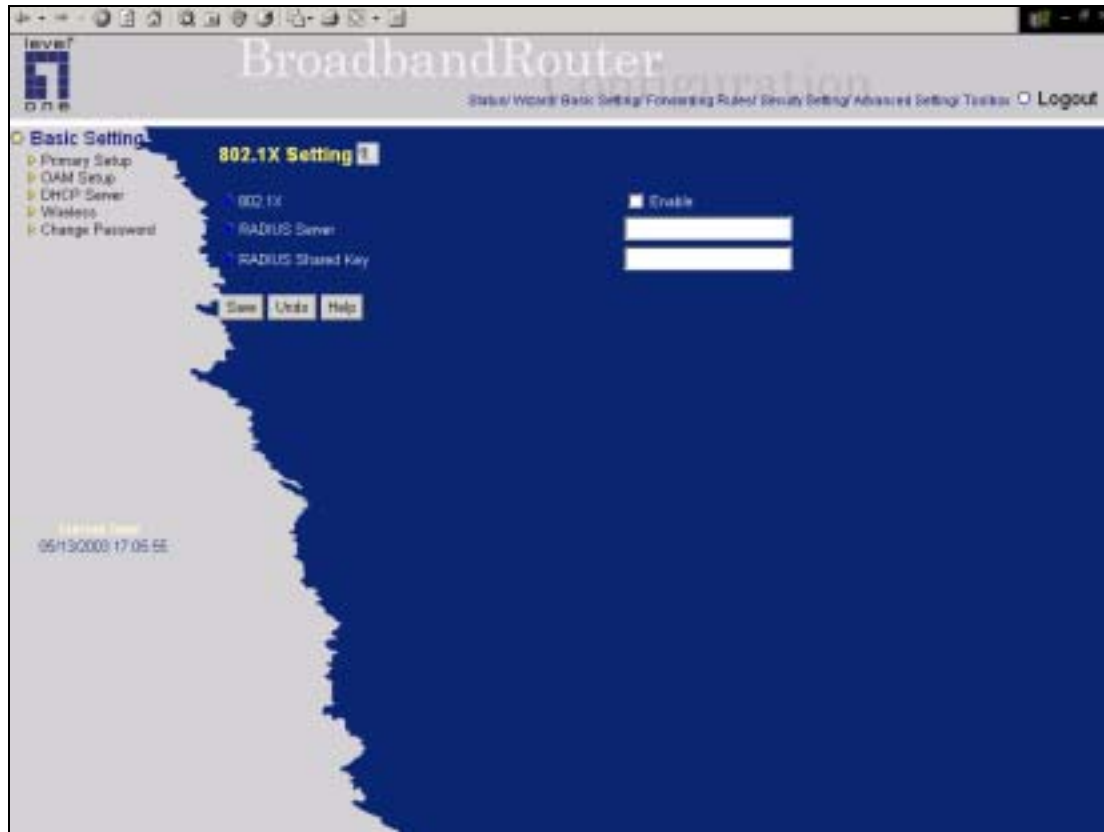 level
one
BroadbandRouter
Configuration
Status/ Wizard/ Basic Setting/ Forwarding Rules/ Security Setting/ Advanced Setting/ Toolbox Logout
Basic Setting
Primary Setup
OAM Setup
DHCP Server
Wireless
Change Password
802.1X Setting
802.1X
Enable
RADIUS Server
RADIUS Shared Key
Save Undo Help
05/13/2003 17:05:55